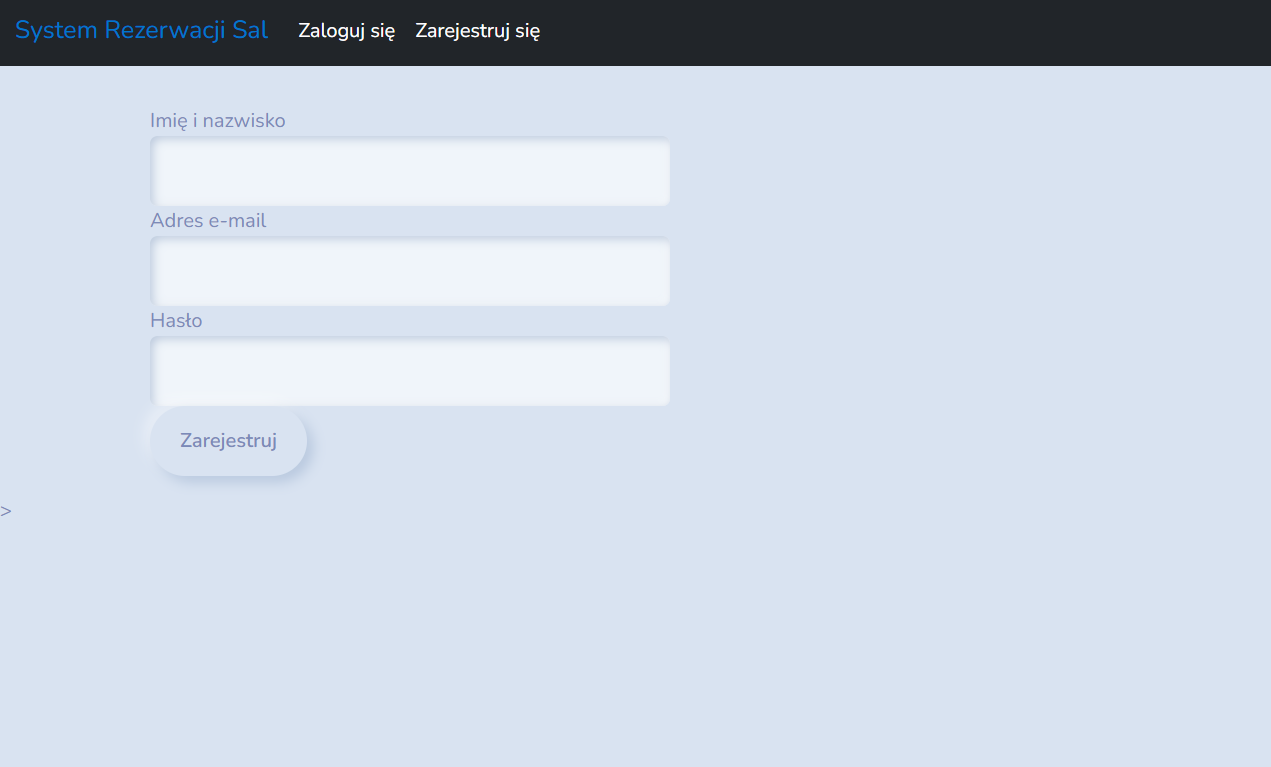 System Rezerwacji Sal Zaloguj się Zarejestruj się
Imię i nazwisko
Adres e-mail
Hasło
Zarejestruj
>